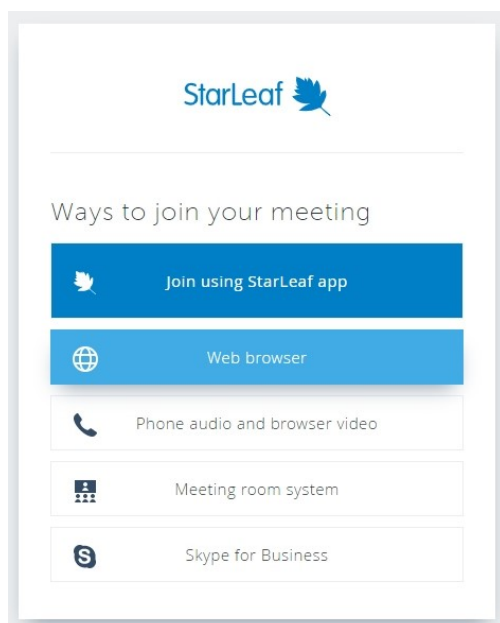 StarLeaf
Ways to join your meeting
Join using StarLeaf app
Web browser
Phone audio and browser video
Meeting room system
Skype for Business